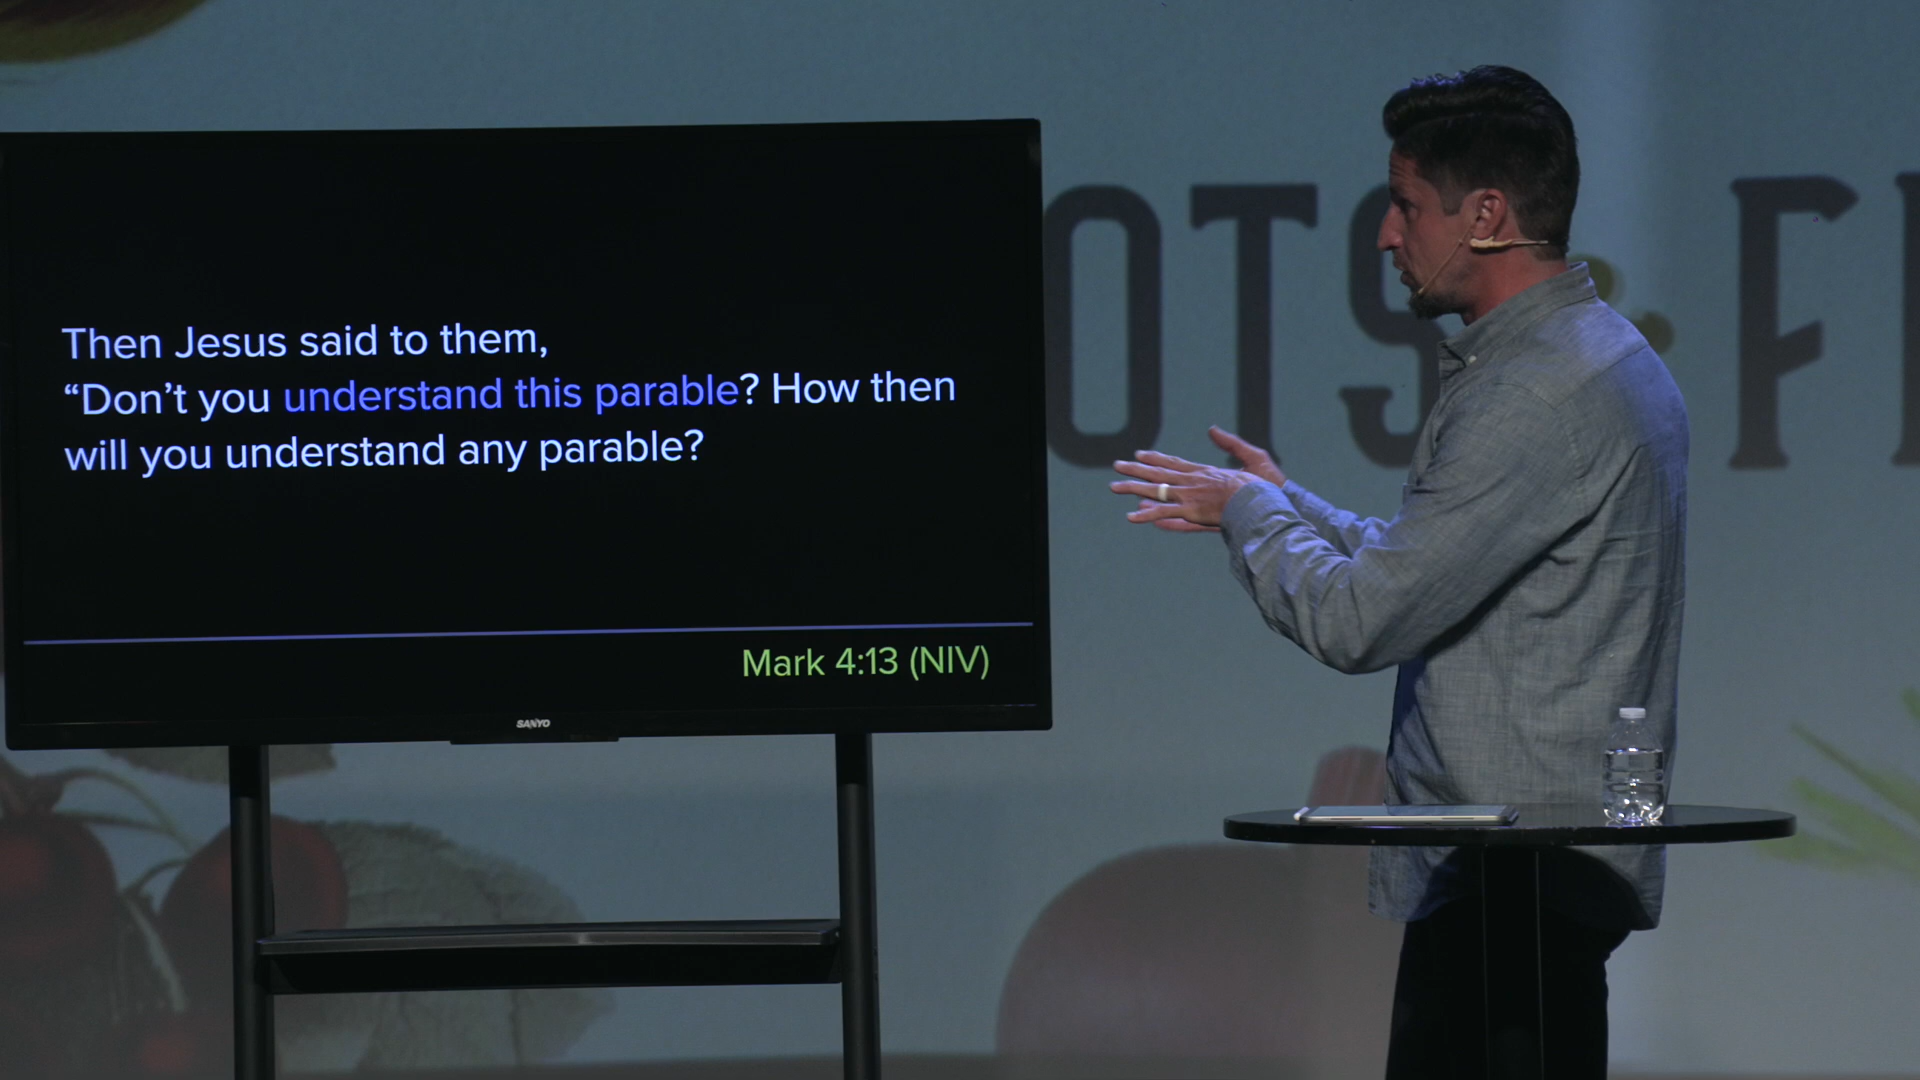 Then Jesus said to them,
“Don’t you understand this parable? How then
will you understand any parable?
Mark 4:13 (NIV)
SANYO